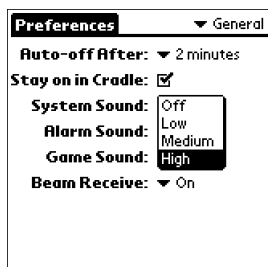 Preferences ▼ General
Auto-off After: ▼ 2 minutes
Stay on in Cradle: ☑
System Sound: Off
Low
Alarm Sound: Medium
Game Sound: High
Beam Receive: ▼ On